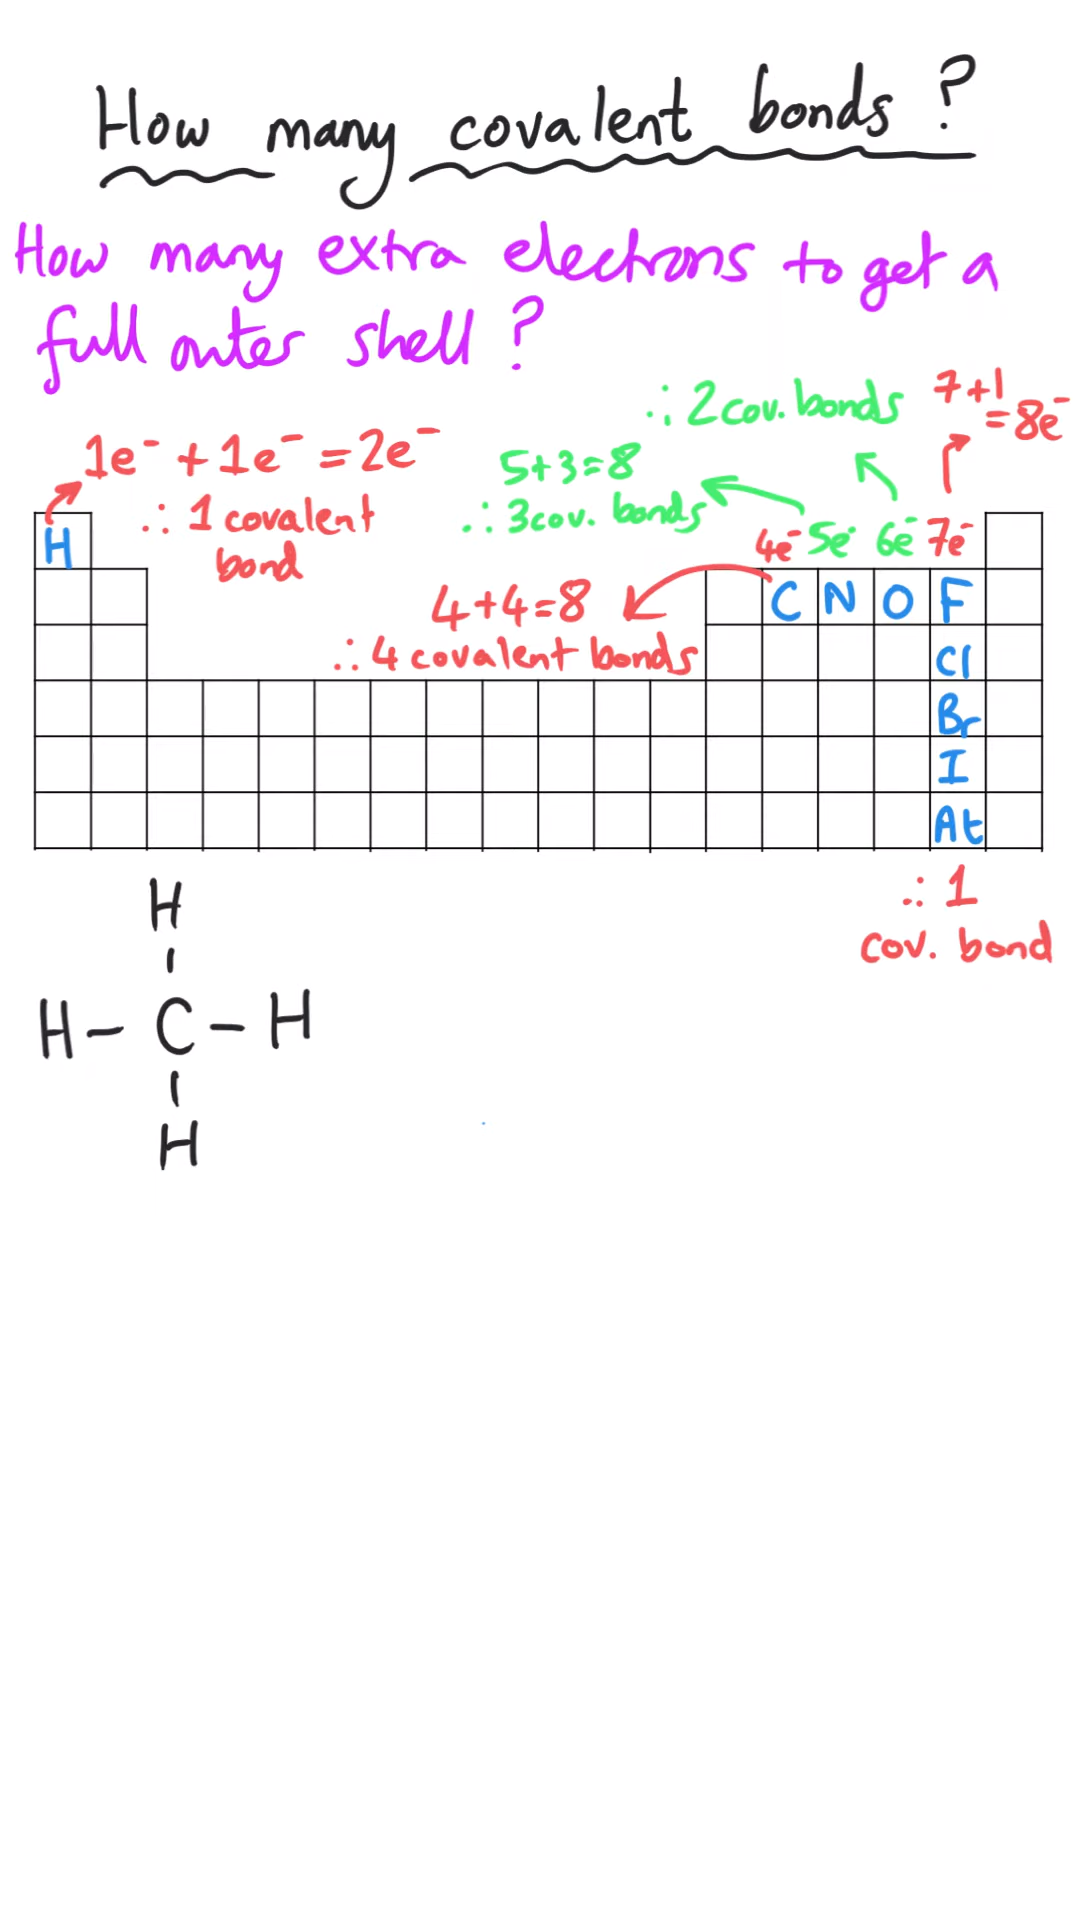 How many covalent bonds?
How many extra electrons to get a
full outer shell?
∴ 2 cov. bonds
7+1
=8e⁻
1e⁻ + 1e⁻ = 2e⁻
∴ 1 covalent
bond
5+3=8
∴ 3 cov. bonds
4e⁻ 5e⁻ 6e⁻ 7e⁻
H
4+4=8
∴ 4 covalent bonds
C N O F
Cl
Br
I
At
∴ 1
cov. bond
H
H - C - H
H